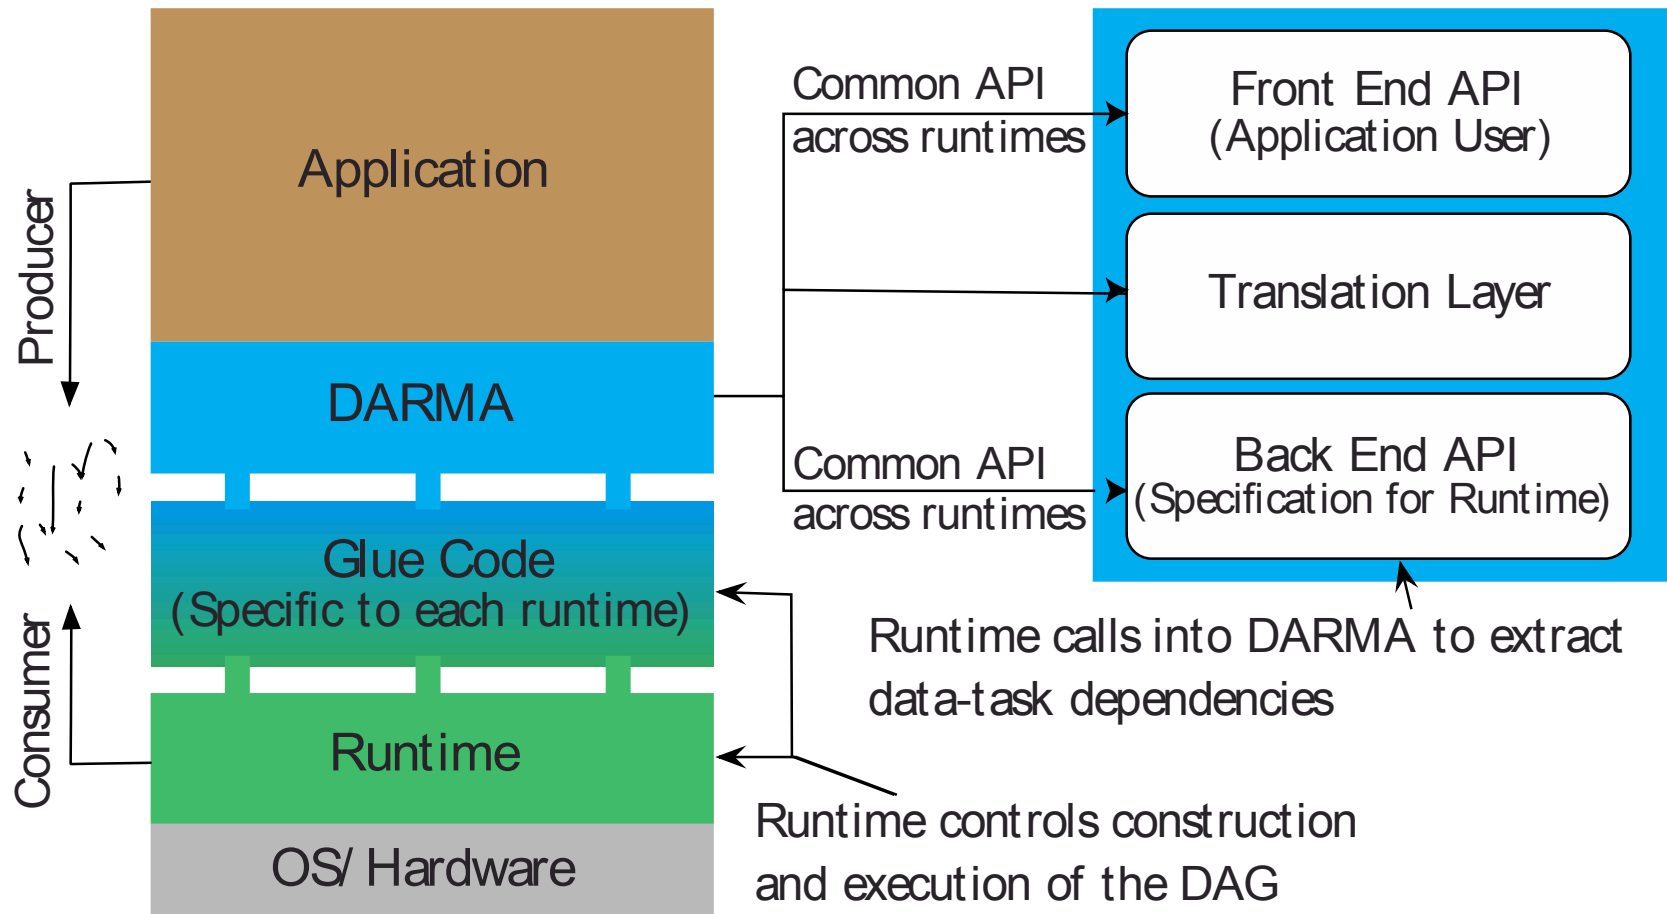 Producer
Consumer
Application
DARMA
Glue Code
(Specific to each runtime)
Runtime
OS/ Hardware
Common API
across runtimes
Common API
across runtimes
Front End API
(Application User)
Translation Layer
Back End API
(Specification for Runtime)
Runtime calls into DARMA to extract
data-task dependencies
Runtime controls construction
and execution of the DAG